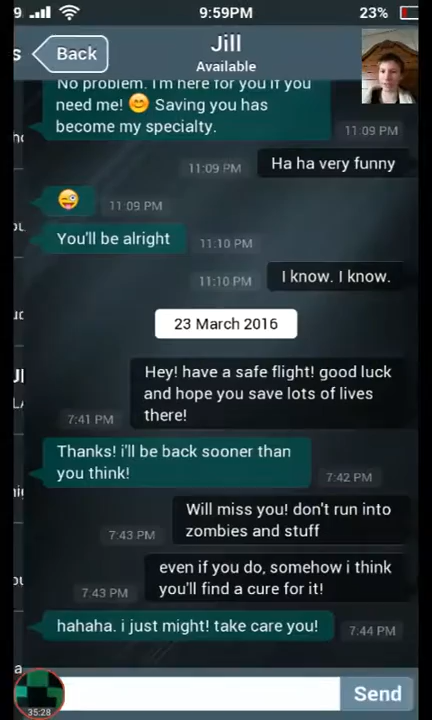 9
9:59PM
23%
s
Back
Jill
Available
No problem. I'm here for you if you
need me! 😊 Saving you has
become my specialty.
11:09 PM
Ha ha very funny
11:09 PM
😜
11:09 PM
You'll be alright
11:10 PM
I know. I know.
11:10 PM
23 March 2016
Hey! have a safe flight! good luck
and hope you save lots of lives
there!
7:41 PM
Thanks! i'll be back sooner than
you think!
7:42 PM
Will miss you! don't run into
zombies and stuff
7:43 PM
even if you do, somehow i think
you'll find a cure for it!
7:43 PM
hahaha. i just might! take care you!
7:44 PM
35:28
Send